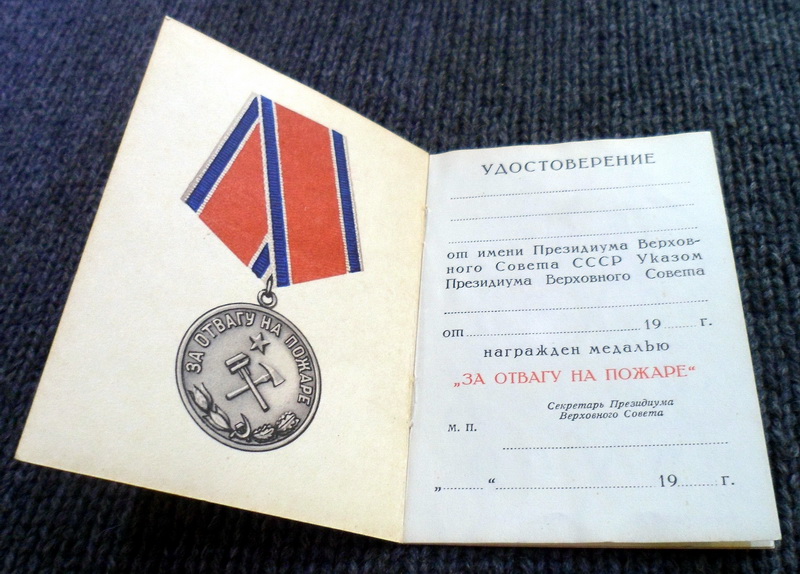 ЗА ОТВАГУ НА ПОЖАРЕ
УДОСТОВЕРЕНИЕ
от имени Президиума Верхов-
ного Совета СССР Указом
Президиума Верховного Совета
от 19 г.
награжден медалью
„ЗА ОТВАГУ НА ПОЖАРЕ“
Секретарь Президиума
Верховного Совета
М. П.
„ “ 19 г.